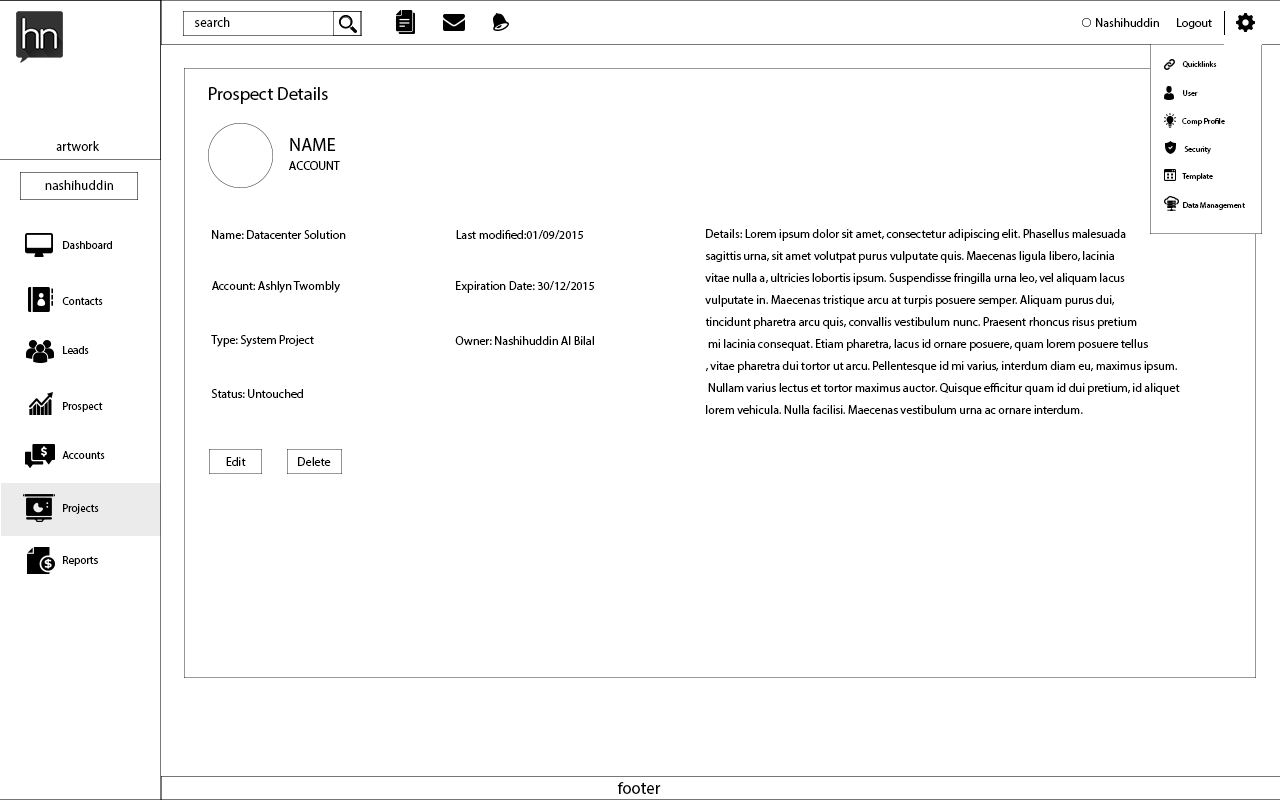 hn
artwork
nashihuddin
Dashboard
Contacts
Leads
Prospect
Accounts
Projects
Reports
search
Nashihuddin
Logout
Quicklinks
User
Comp Profile
Security
Template
Data Management
Prospect Details
NAME
ACCOUNT
Name: Datacenter Solution
Account: Ashlyn Twombly
Type: System Project
Status: Untouched
Last modified:01/09/2015
Expiration Date: 30/12/2015
Owner: Nashihuddin Al Bilal
Details: Lorem ipsum dolor sit amet, consectetur adipiscing elit. Phasellus malesuada
sagittis urna, sit amet volutpat purus vulputate quis. Maecenas ligula libero, lacinia
vitae nulla a, ultricies lobortis ipsum. Suspendisse fringilla urna leo, vel aliquam lacus
vulputate in. Maecenas tristique arcu at turpis posuere semper. Aliquam purus dui,
tincidunt pharetra arcu quis, convallis vestibulum nunc. Praesent rhoncus risus pretium
mi lacinia consequat. Etiam pharetra, lacus id ornare posuere, quam lorem posuere tellus
, vitae pharetra dui tortor ut arcu. Pellentesque id mi varius, interdum diam eu, maximus ipsum.
Nullam varius lectus et tortor maximus auctor. Quisque efficitur quam id dui pretium, id aliquet
lorem vehicula. Nulla facilisi. Maecenas vestibulum urna ac ornare interdum.
Edit
Delete
footer